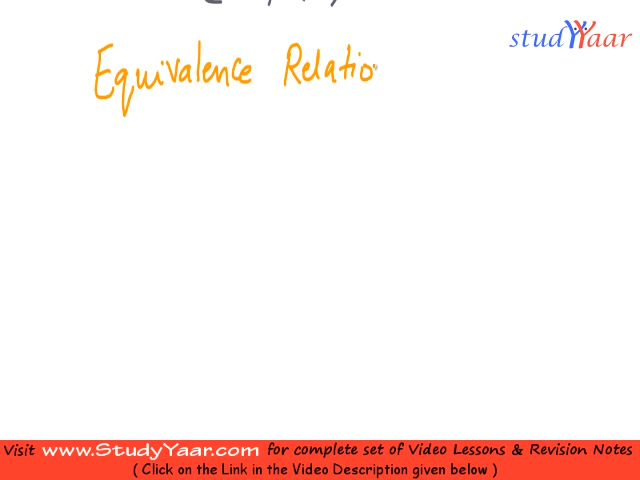 studYYaar
Equivalence Relatio
Visit www.StudyYaar.com for complete set of Video Lessons & Revision Notes
( Click on the Link in the Video Description given below )